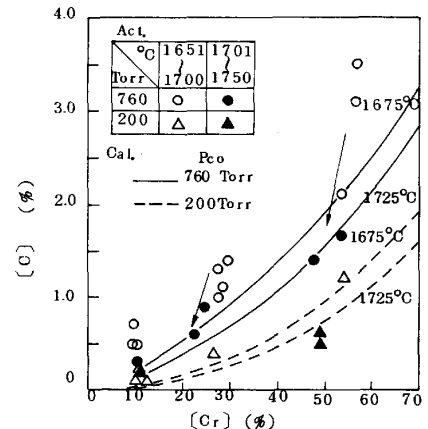 Act.
°C 1651 1701
≀ ≀
Torr 1700 1750
760
200
Cal. Pco
760 Torr
200Torr
4.0
3.0
2.0
1.0
0
[C] (%)
1675°C
1725°C
1675°C
1725°C
0 10 20 30 40 50 60 70
[Cr] (%)